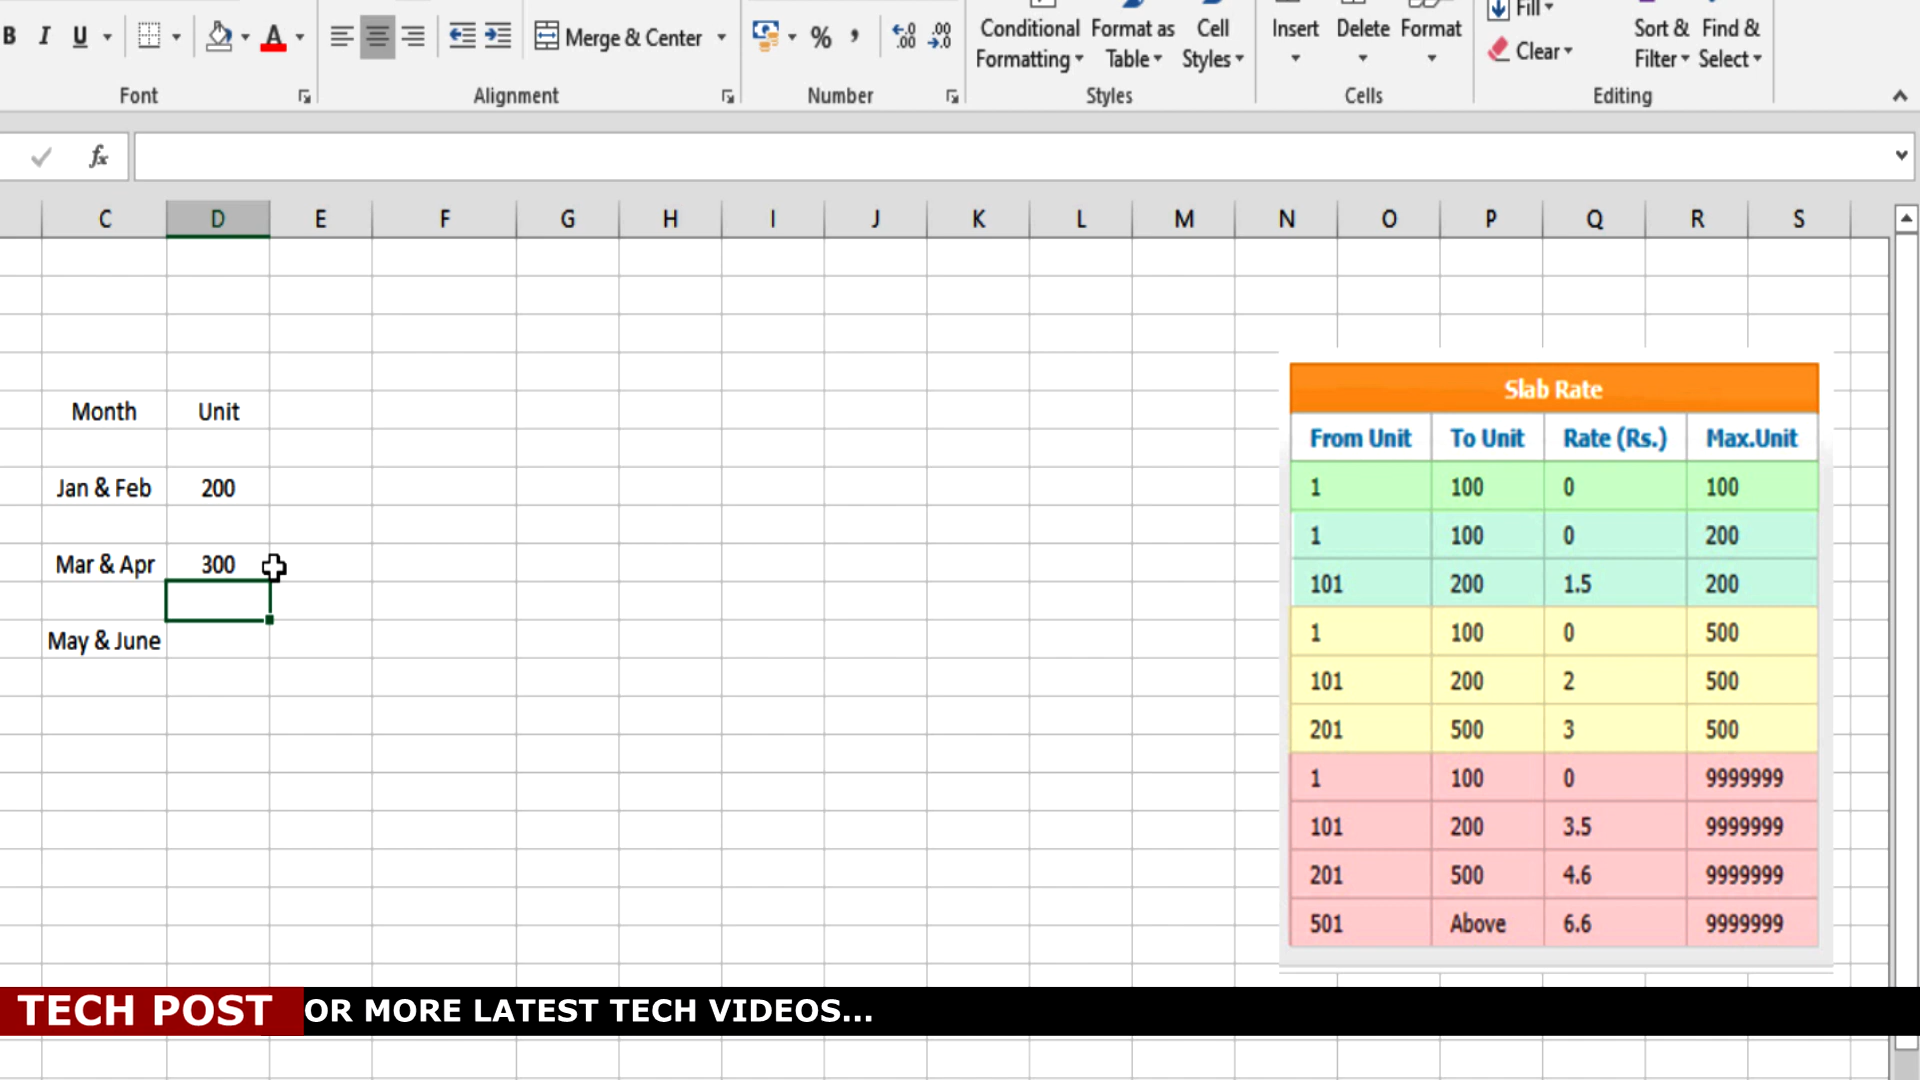 B I U A Merge & Center % , .00 .0 Conditional Formatting Format as Table Cell Styles Insert Delete Format Fill Clear Sort & Filter Find & Select
Font Alignment Number Styles Cells Editing
fx
C D E F G H I J K L M N O P Q R S
Slab Rate
Month Unit
From Unit To Unit Rate (Rs.) Max.Unit
Jan & Feb 200
1 100 0 100
1 100 0 200
Mar & Apr 300
101 200 1.5 200
May & June
1 100 0 500
101 200 2 500
201 500 3 500
1 100 0 9999999
101 200 3.5 9999999
201 500 4.6 9999999
501 Above 6.6 9999999
TECH POST OR MORE LATEST TECH VIDEOS...